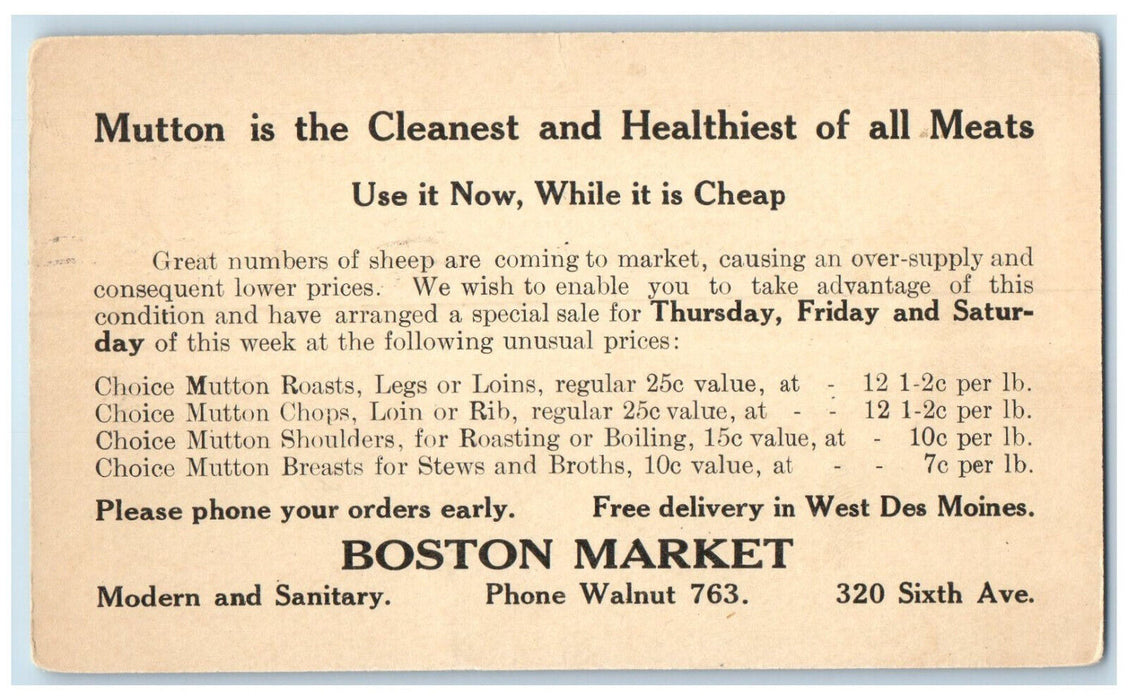 Mutton is the Cleanest and Healthiest of all Meats
Use it Now, While it is Cheap
Great numbers of sheep are coming to market, causing an over-supply and
consequent lower prices. We wish to enable you to take advantage of this
condition and have arranged a special sale for Thursday, Friday and Satur-
day of this week at the following unusual prices:
Choice Mutton Roasts, Legs or Loins, regular 25c value, at - 12 1-2c per lb.
Choice Mutton Chops, Loin or Rib, regular 25c value, at - - 12 1-2c per lb.
Choice Mutton Shoulders, for Roasting or Boiling, 15c value, at - 10c per lb.
Choice Mutton Breasts for Stews and Broths, 10c value, at - - 7c per lb.
Please phone your orders early. Free delivery in West Des Moines.
BOSTON MARKET
Modern and Sanitary. Phone Walnut 763. 320 Sixth Ave.